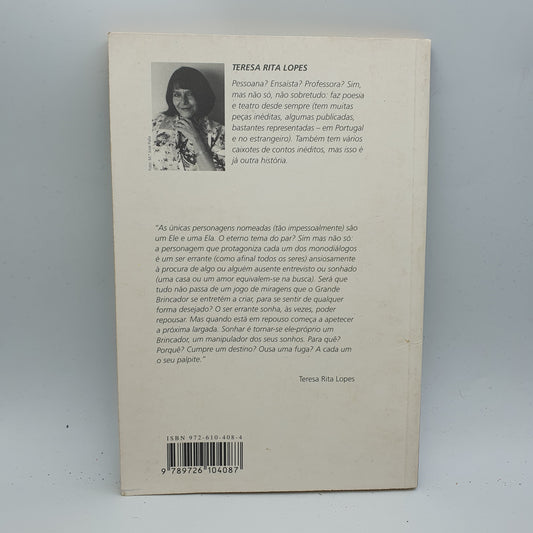 TERESA RITA LOPES
Pessoana? Ensaísta? Professora? Sim,
mas não só, não sobretudo: faz poesia
e teatro desde sempre (tem muitas
peças inéditas, algumas publicadas,
bastantes representadas – em Portugal
e no estrangeiro). Também tem vários
caixotes de contos inéditos, mas isso é
já outra história.
"As únicas personagens nomeadas (tão impessoalmente) são
um Ele e uma Ela. O eterno tema do par? Sim mas não só:
a personagem que protagoniza cada um dos monodiálogos
é um ser errante (como afinal todos os seres) ansiosamente
à procura de algo ou alguém ausente entrevisto ou sonhado
(uma casa ou um amor equivalem-se na busca). Será que
tudo não passa de um jogo de miragens que o Grande
Brincador se entretém a criar, para se sentir de qualquer
forma desejado? O ser errante sonha, às vezes, poder
repousar. Mas quando está em repouso começa a apetecer
a próxima largada. Sonhar é tornar-se ele-próprio um
Brincador, um manipulador dos seus sonhos. Para quê?
Porquê? Cumpre um destino? Ousa uma fuga? A cada um
o seu palpite."
Teresa Rita Lopes
ISBN 972-610-408-4
9 789726 104087